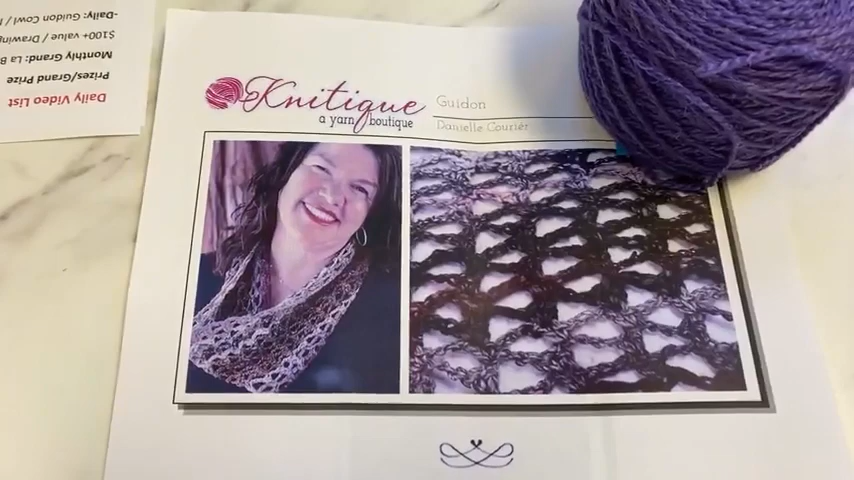 Daily Video List
Prizes/Grand Prize
Monthly Grand: La B
$100+ value / Drawing
-Daily: Guidon Cowl /
Knitique
a yarn boutique
Guidon
Danielle Courier